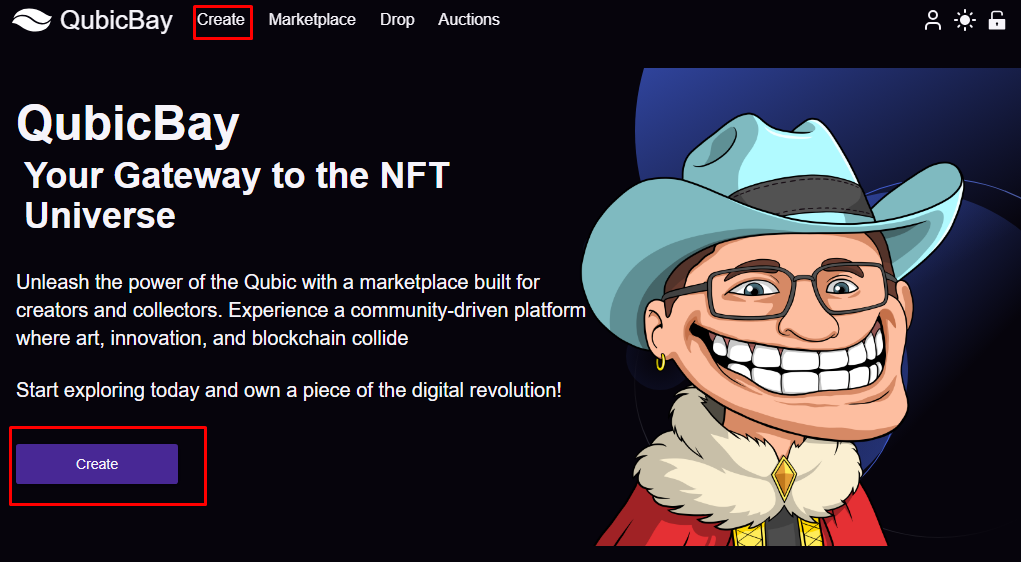 QubicBay Create Marketplace Drop Auctions
QubicBay
Your Gateway to the NFT
Universe
Unleash the power of the Qubic with a marketplace built for
creators and collectors. Experience a community-driven platform
where art, innovation, and blockchain collide
Start exploring today and own a piece of the digital revolution!
Create